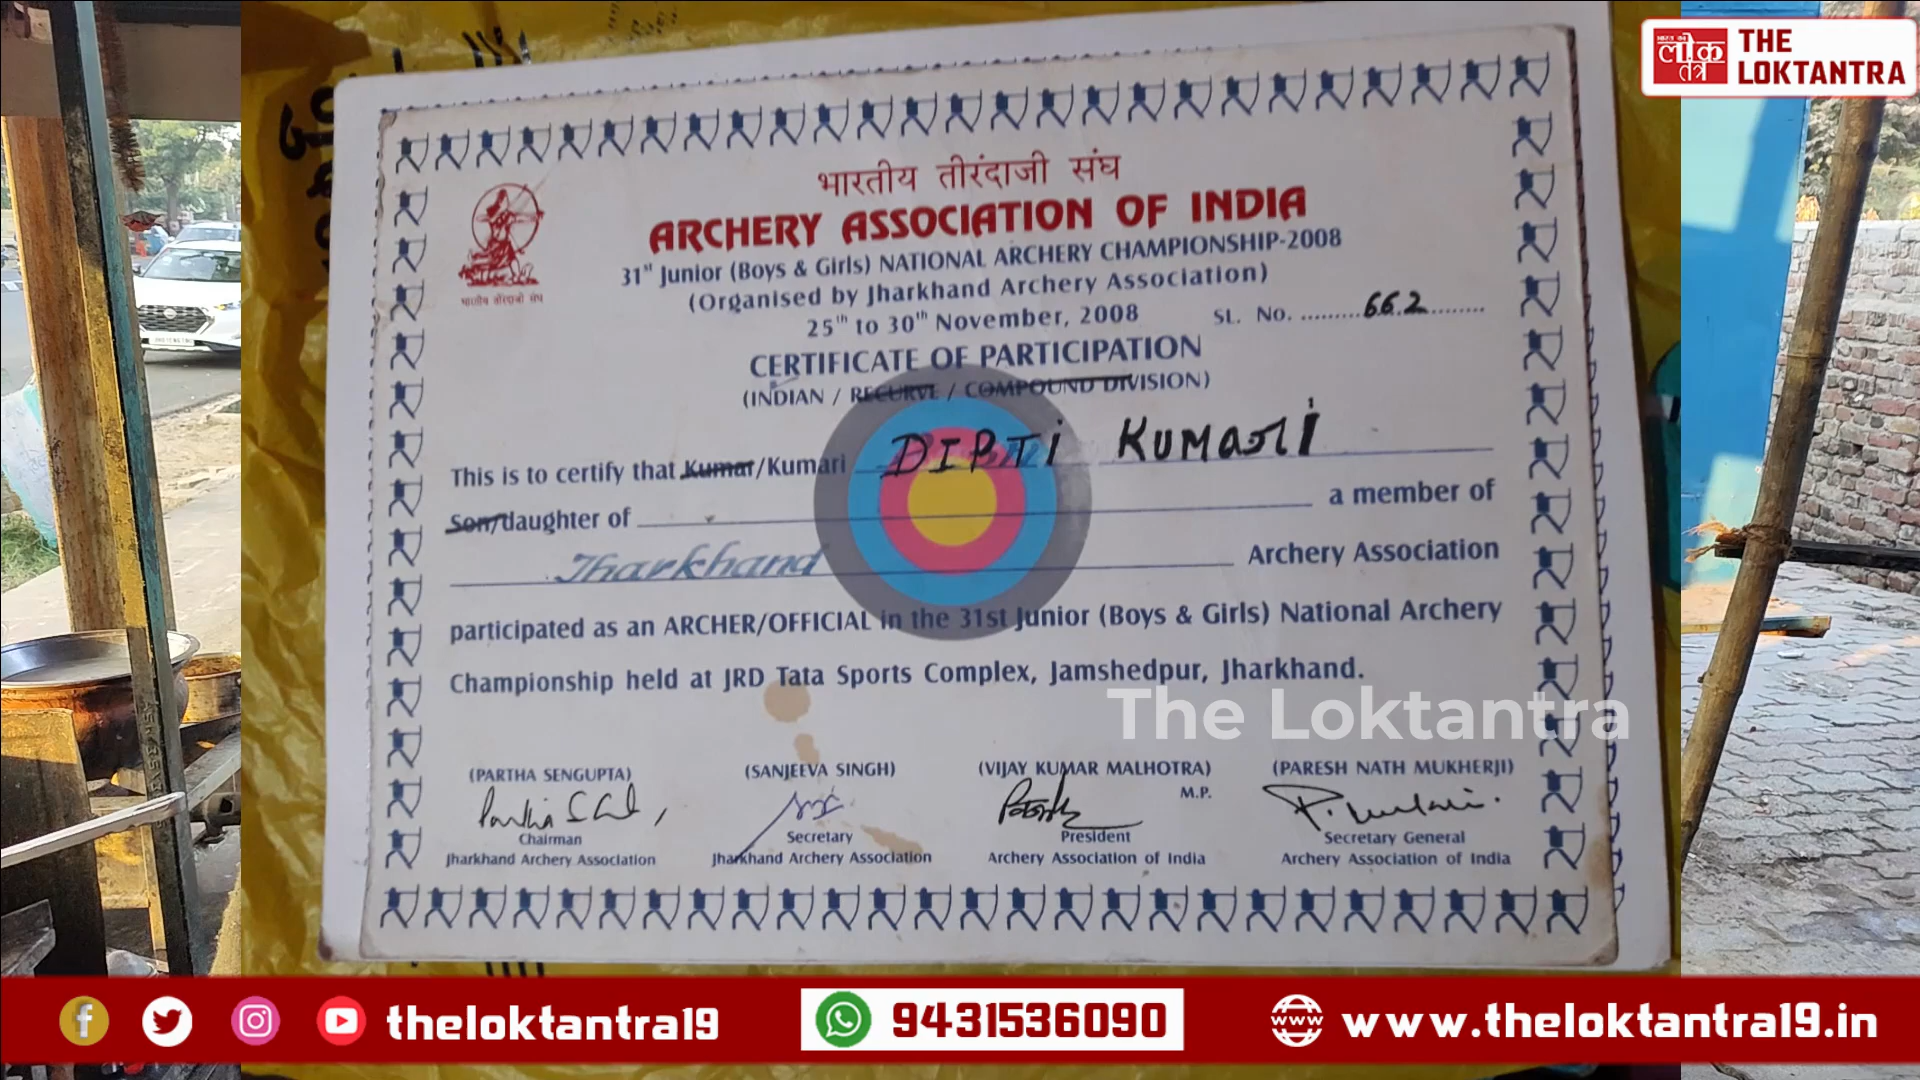 भारत का
लोक
तंत्र
THE
LOKTANTRA
भारतीय तीरंदाजी संघ
ARCHERY ASSOCIATION OF INDIA
31st Junior (Boys & Girls) NATIONAL ARCHERY CHAMPIONSHIP-2008
(Organised by Jharkhand Archery Association)
25th to 30th November, 2008
SL. No. .........662..........
भारतीय तीरंदाजी संघ
CERTIFICATE OF PARTICIPATION
(INDIAN / RECURVE / COMPOUND DIVISION)
This is to certify that Kumar/Kumari DIPTI KUMARI
Son/daughter of a member of
Jharkhand Archery Association
participated as an ARCHER/OFFICIAL in the 31st Junior (Boys & Girls) National Archery
Championship held at JRD Tata Sports Complex, Jamshedpur, Jharkhand.
The Loktantra
(PARTHA SENGUPTA) (SANJEEVA SINGH) (VIJAY KUMAR MALHOTRA) (PARESH NATH MUKHERJI)
M.P.
Chairman Secretary President Secretary General
Jharkhand Archery Association Jharkhand Archery Association Archery Association of India Archery Association of India
theloktantra19 9431536090 www.theloktantra19.in